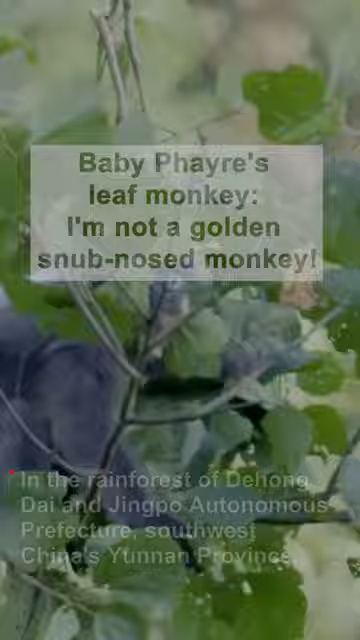 Baby Phayre's
leaf monkey:
I'm not a golden
snub-nosed monkey!
In the rainforest of Dehong
Dai and Jingpo Autonomous
Prefecture, southwest
China's Yunnan Province,